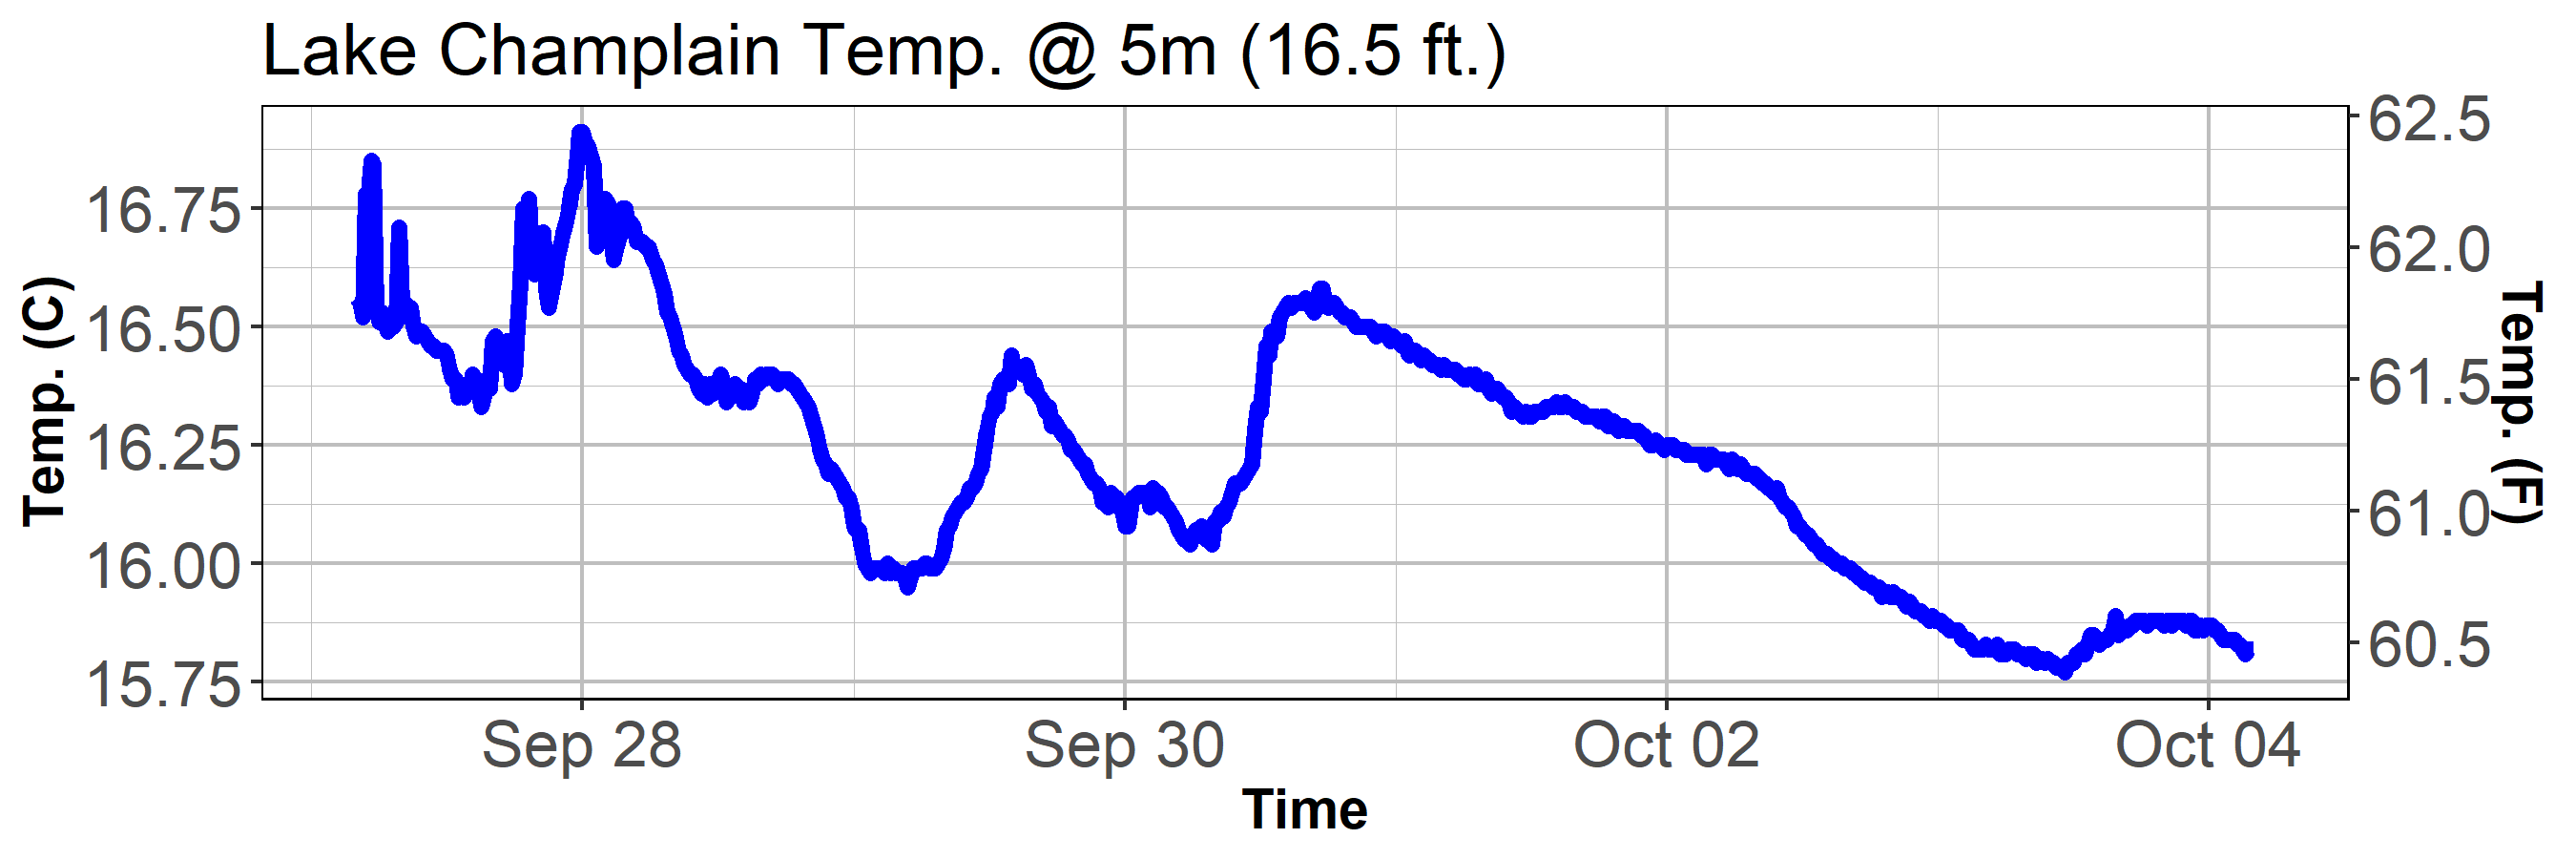 Lake Champlain Temp. @ 5m (16.5 ft.)
Temp. (C)
16.75
16.50
16.25
16.00
15.75
62.5
62.0
61.5
61.0
60.5
Temp. (F)
Sep 28
Sep 30
Oct 02
Oct 04
Time